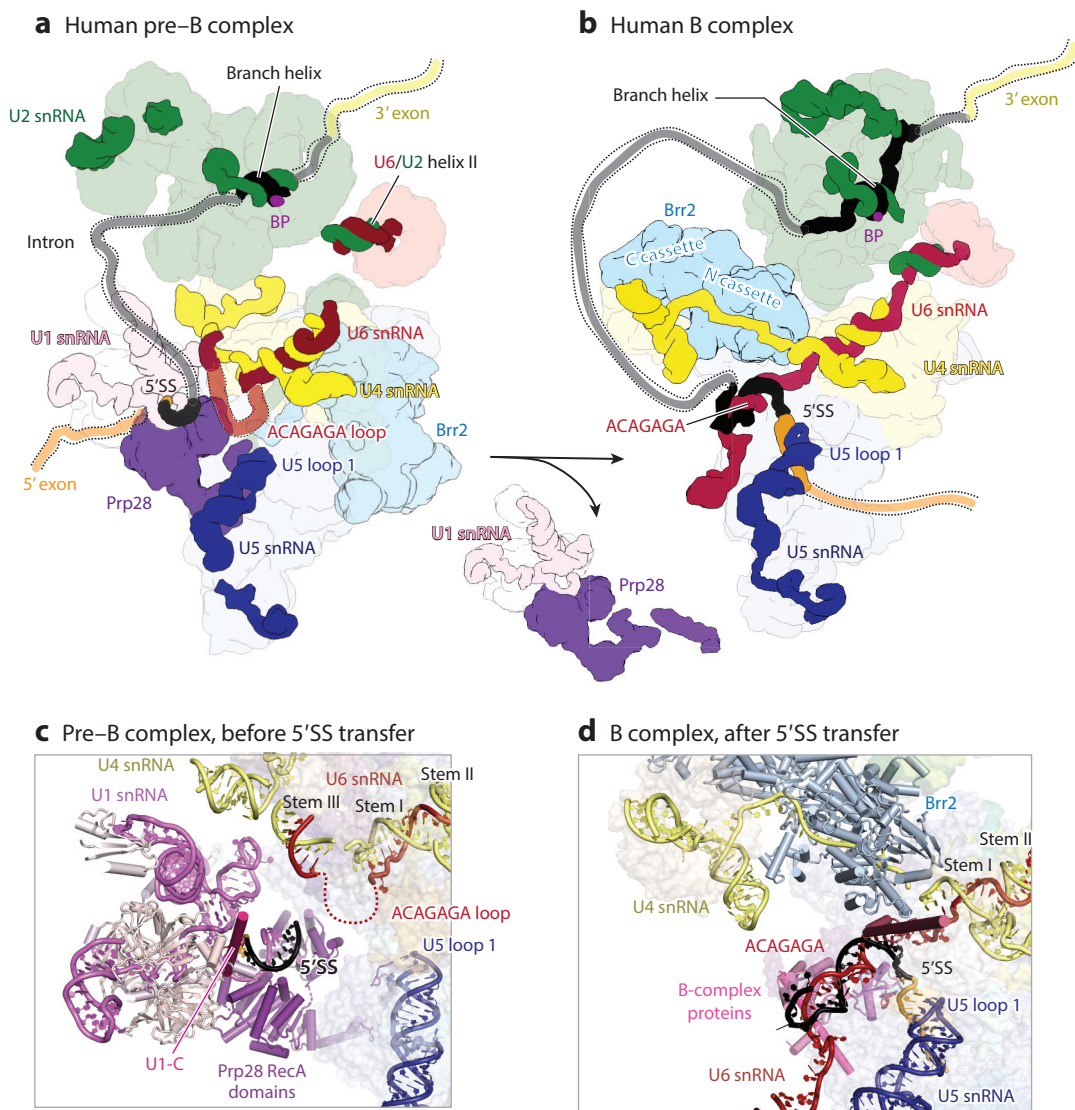 a Human pre–B complex
Branch helix
U2 snRNA
3′ exon
U6/U2 helix II
BP
Intron
U1 snRNA
U6 snRNA
5′SS
U4 snRNA
ACAGAGA loop
Brr2
5′ exon
U5 loop 1
Prp28
U5 snRNA
b Human B complex
Branch helix
3′ exon
Brr2
C cassette
N cassette
BP
U6 snRNA
U4 snRNA
5′SS
ACAGAGA
U5 loop 1
U5 snRNA
U1 snRNA
Prp28
c Pre–B complex, before 5′SS transfer
U4 snRNA
U6 snRNA
Stem II
U1 snRNA
Stem III
Stem I
ACAGAGA loop
U5 loop 1
5′SS
U1-C
Prp28 RecA
domains
d B complex, after 5′SS transfer
Brr2
Stem II
Stem I
U4 snRNA
ACAGAGA
5′SS
B-complex
proteins
U5 loop 1
U6 snRNA
U5 snRNA